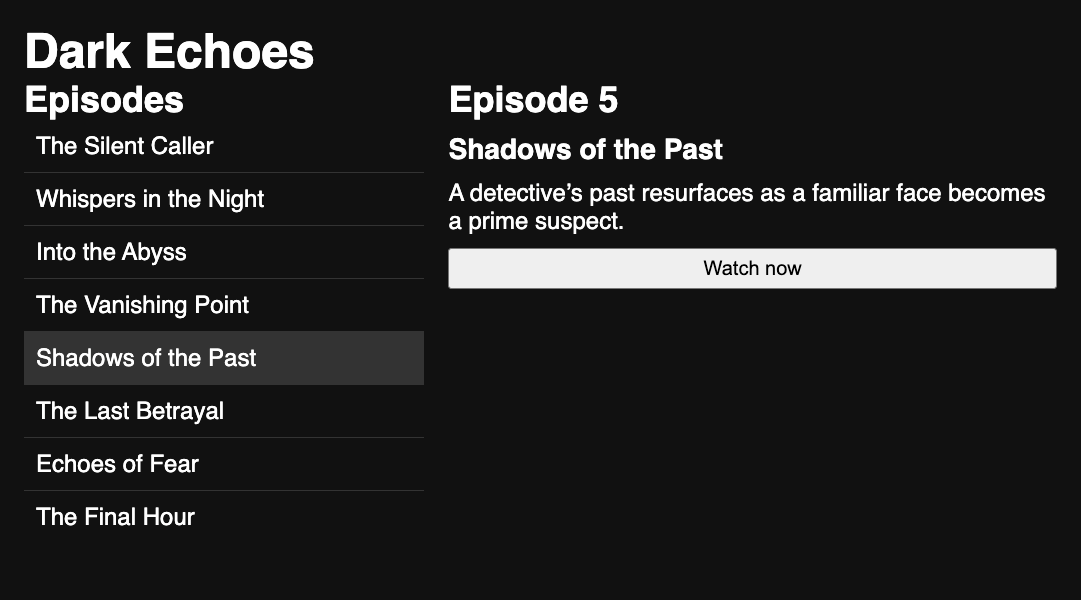 Dark Echoes
Episodes
The Silent Caller
Whispers in the Night
Into the Abyss
The Vanishing Point
Shadows of the Past
The Last Betrayal
Echoes of Fear
The Final Hour
Episode 5
Shadows of the Past
A detective’s past resurfaces as a familiar face becomes
a prime suspect.
Watch now